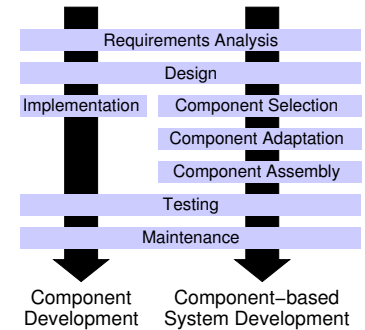 Requirements Analysis
Design
Implementation
Component Selection
Component Adaptation
Component Assembly
Testing
Maintenance
Component
Development
Component−based
System Development